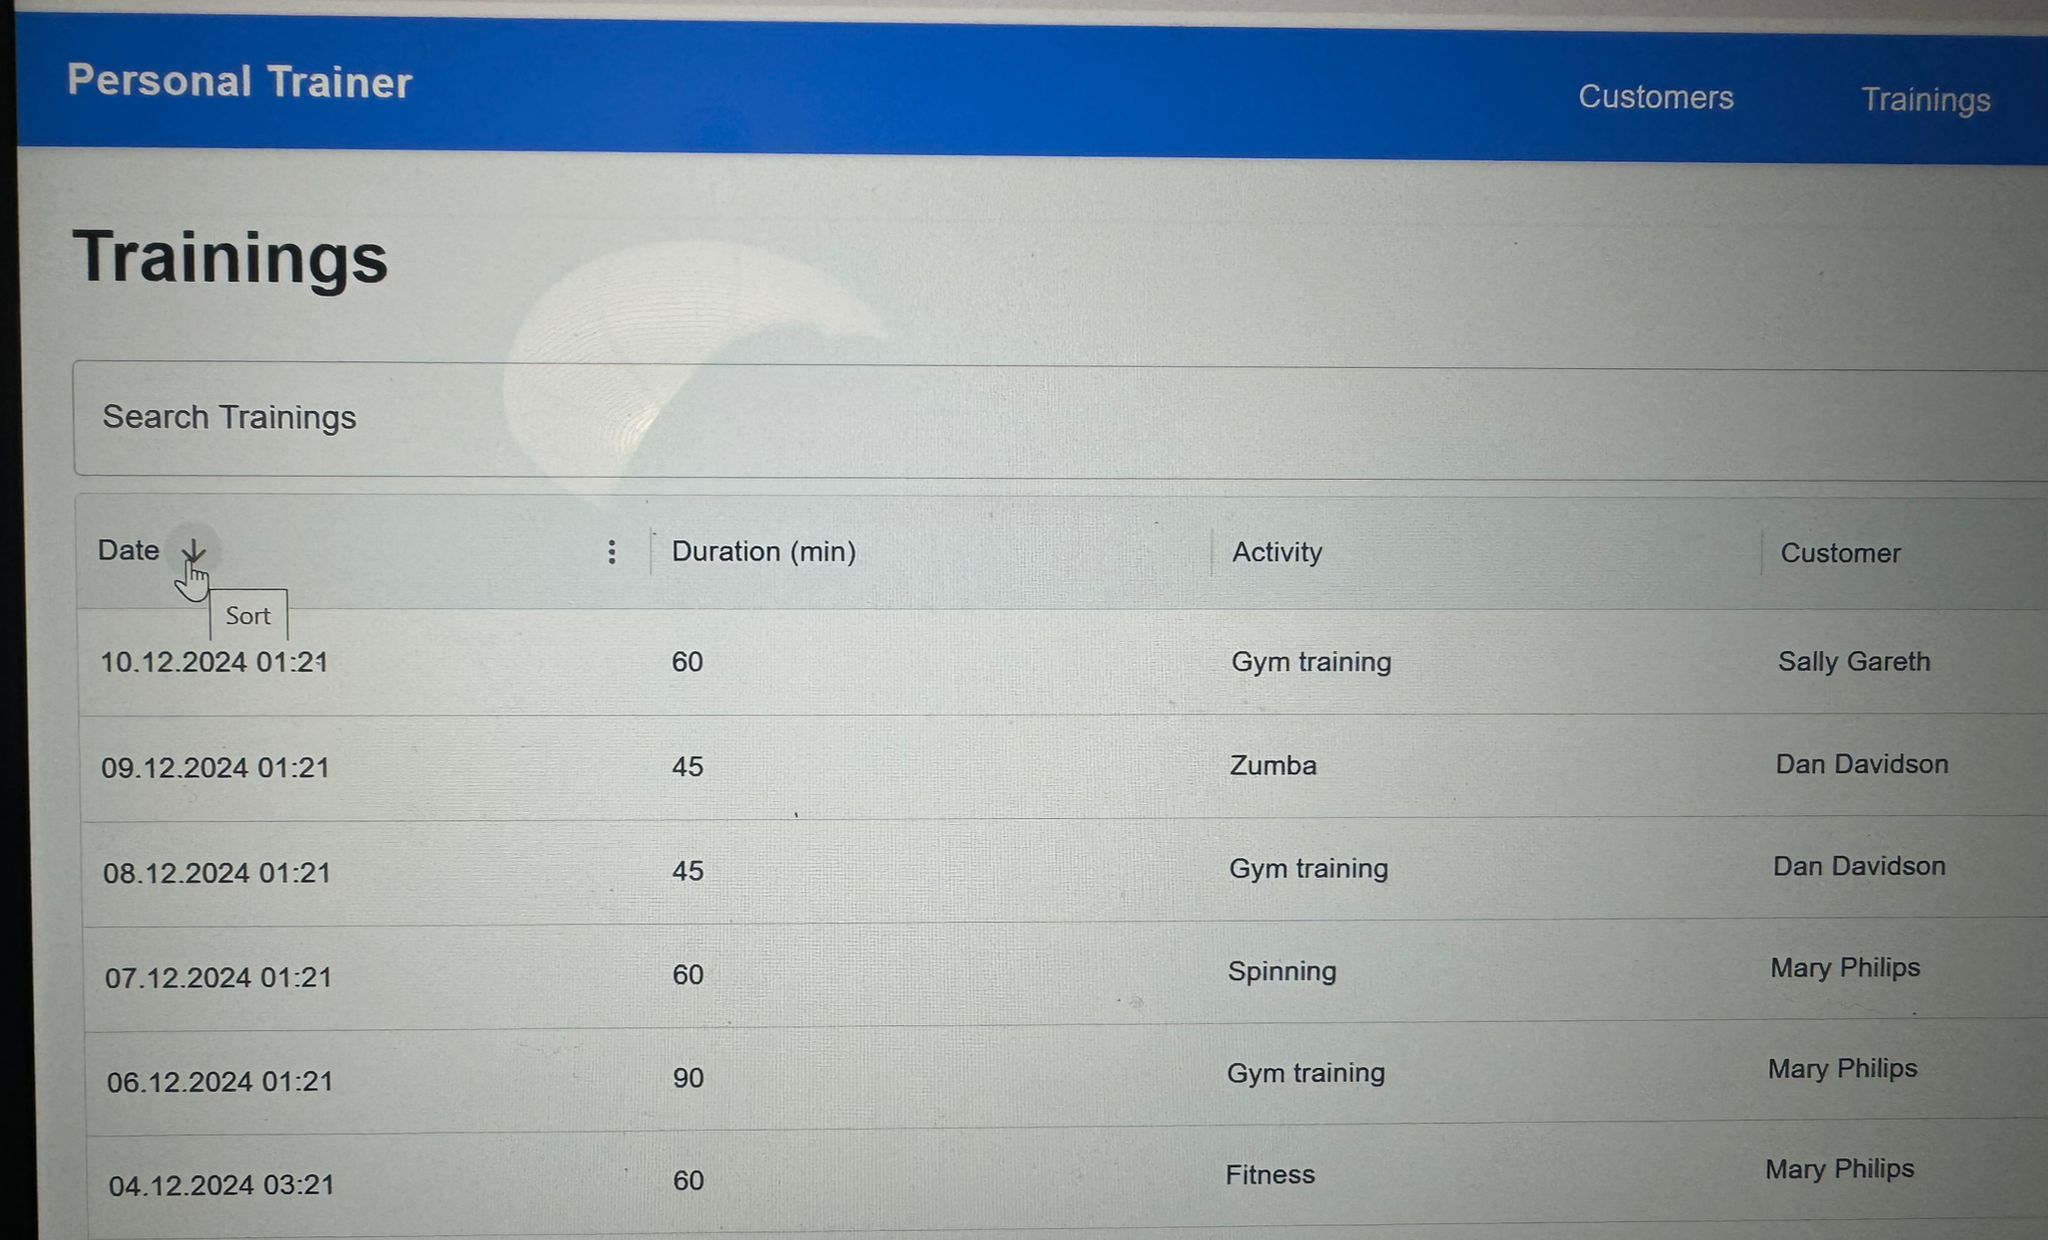 Personal Trainer Customers Trainings
Trainings
Search Trainings
Date Duration (min) Activity Customer
Sort
10.12.2024 01:21 60 Gym training Sally Gareth
09.12.2024 01:21 45 Zumba Dan Davidson
08.12.2024 01:21 45 Gym training Dan Davidson
07.12.2024 01:21 60 Spinning Mary Philips
06.12.2024 01:21 90 Gym training Mary Philips
04.12.2024 03:21 60 Fitness Mary Philips